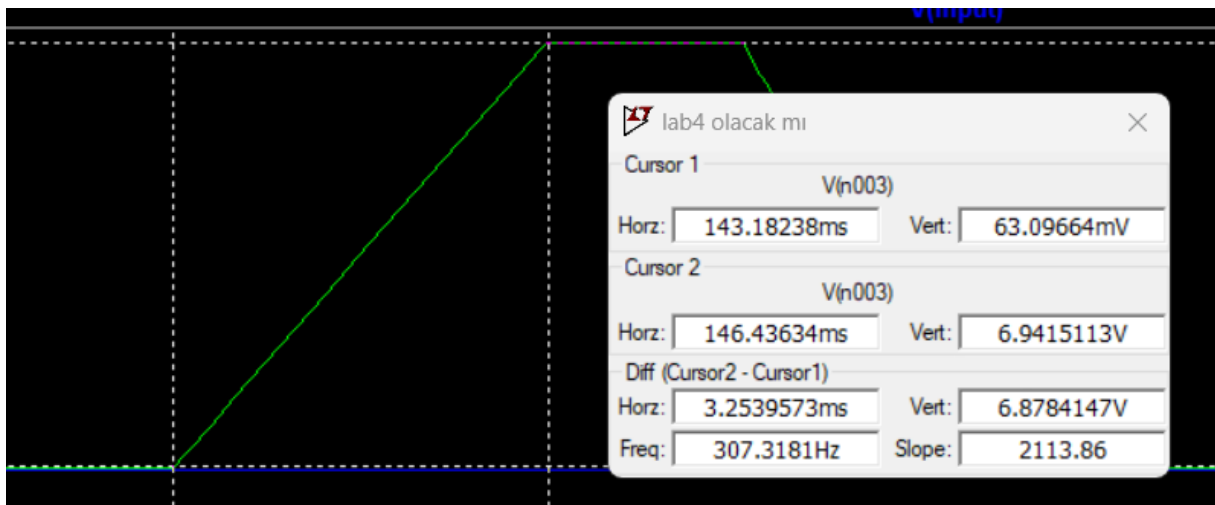 V(input)
lab4 olacak mı
Cursor 1
V(n003)
Horz: 143.18238ms Vert: 63.09664mV
Cursor 2
V(n003)
Horz: 146.43634ms Vert: 6.9415113V
Diff (Cursor2 - Cursor1)
Horz: 3.2539573ms Vert: 6.8784147V
Freq: 307.3181Hz Slope: 2113.86